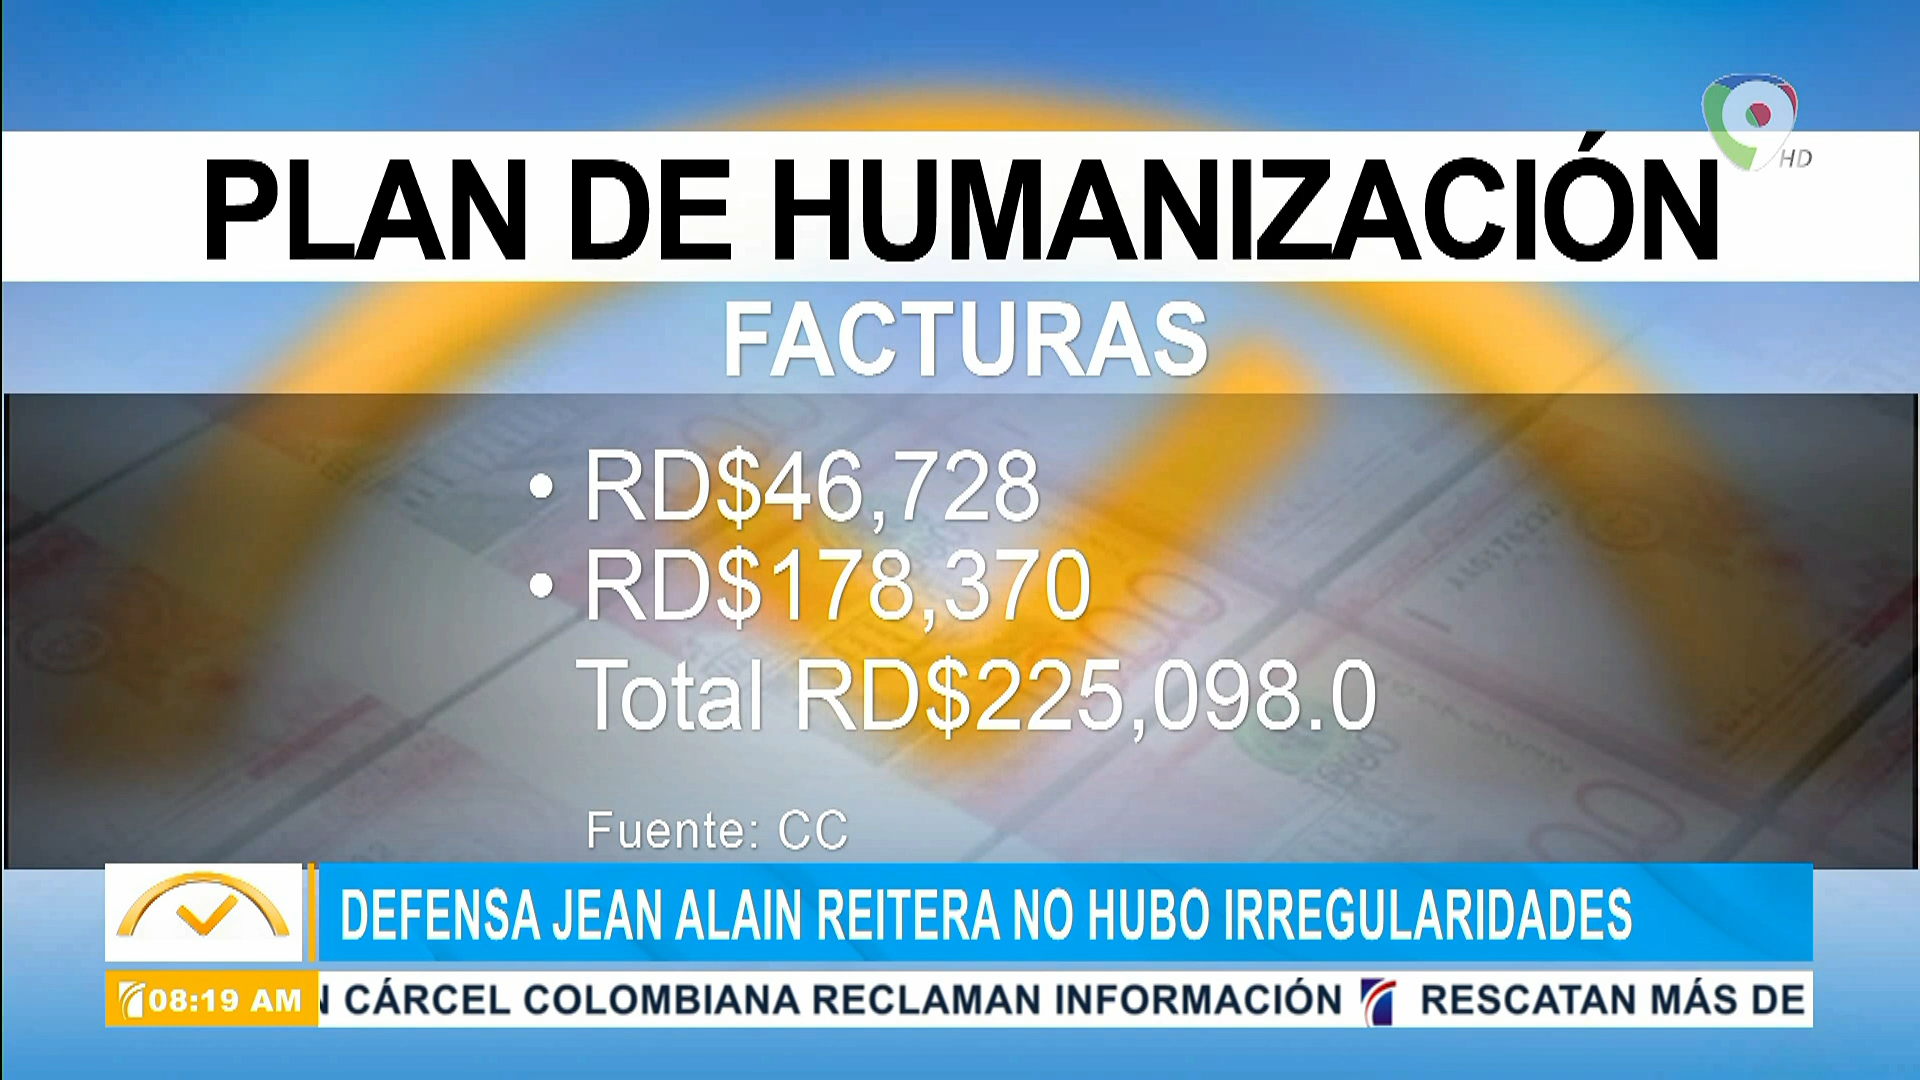 HD
PLAN DE HUMANIZACIÓN
FACTURAS
• RD$46,728
• RD$178,370
Total RD$225,098.0
Fuente: CC
DEFENSA JEAN ALAIN REITERA NO HUBO IRREGULARIDADES
08:19 AM
CÁRCEL COLOMBIANA RECLAMAN INFORMACIÓN RESCATAN MÁS DE